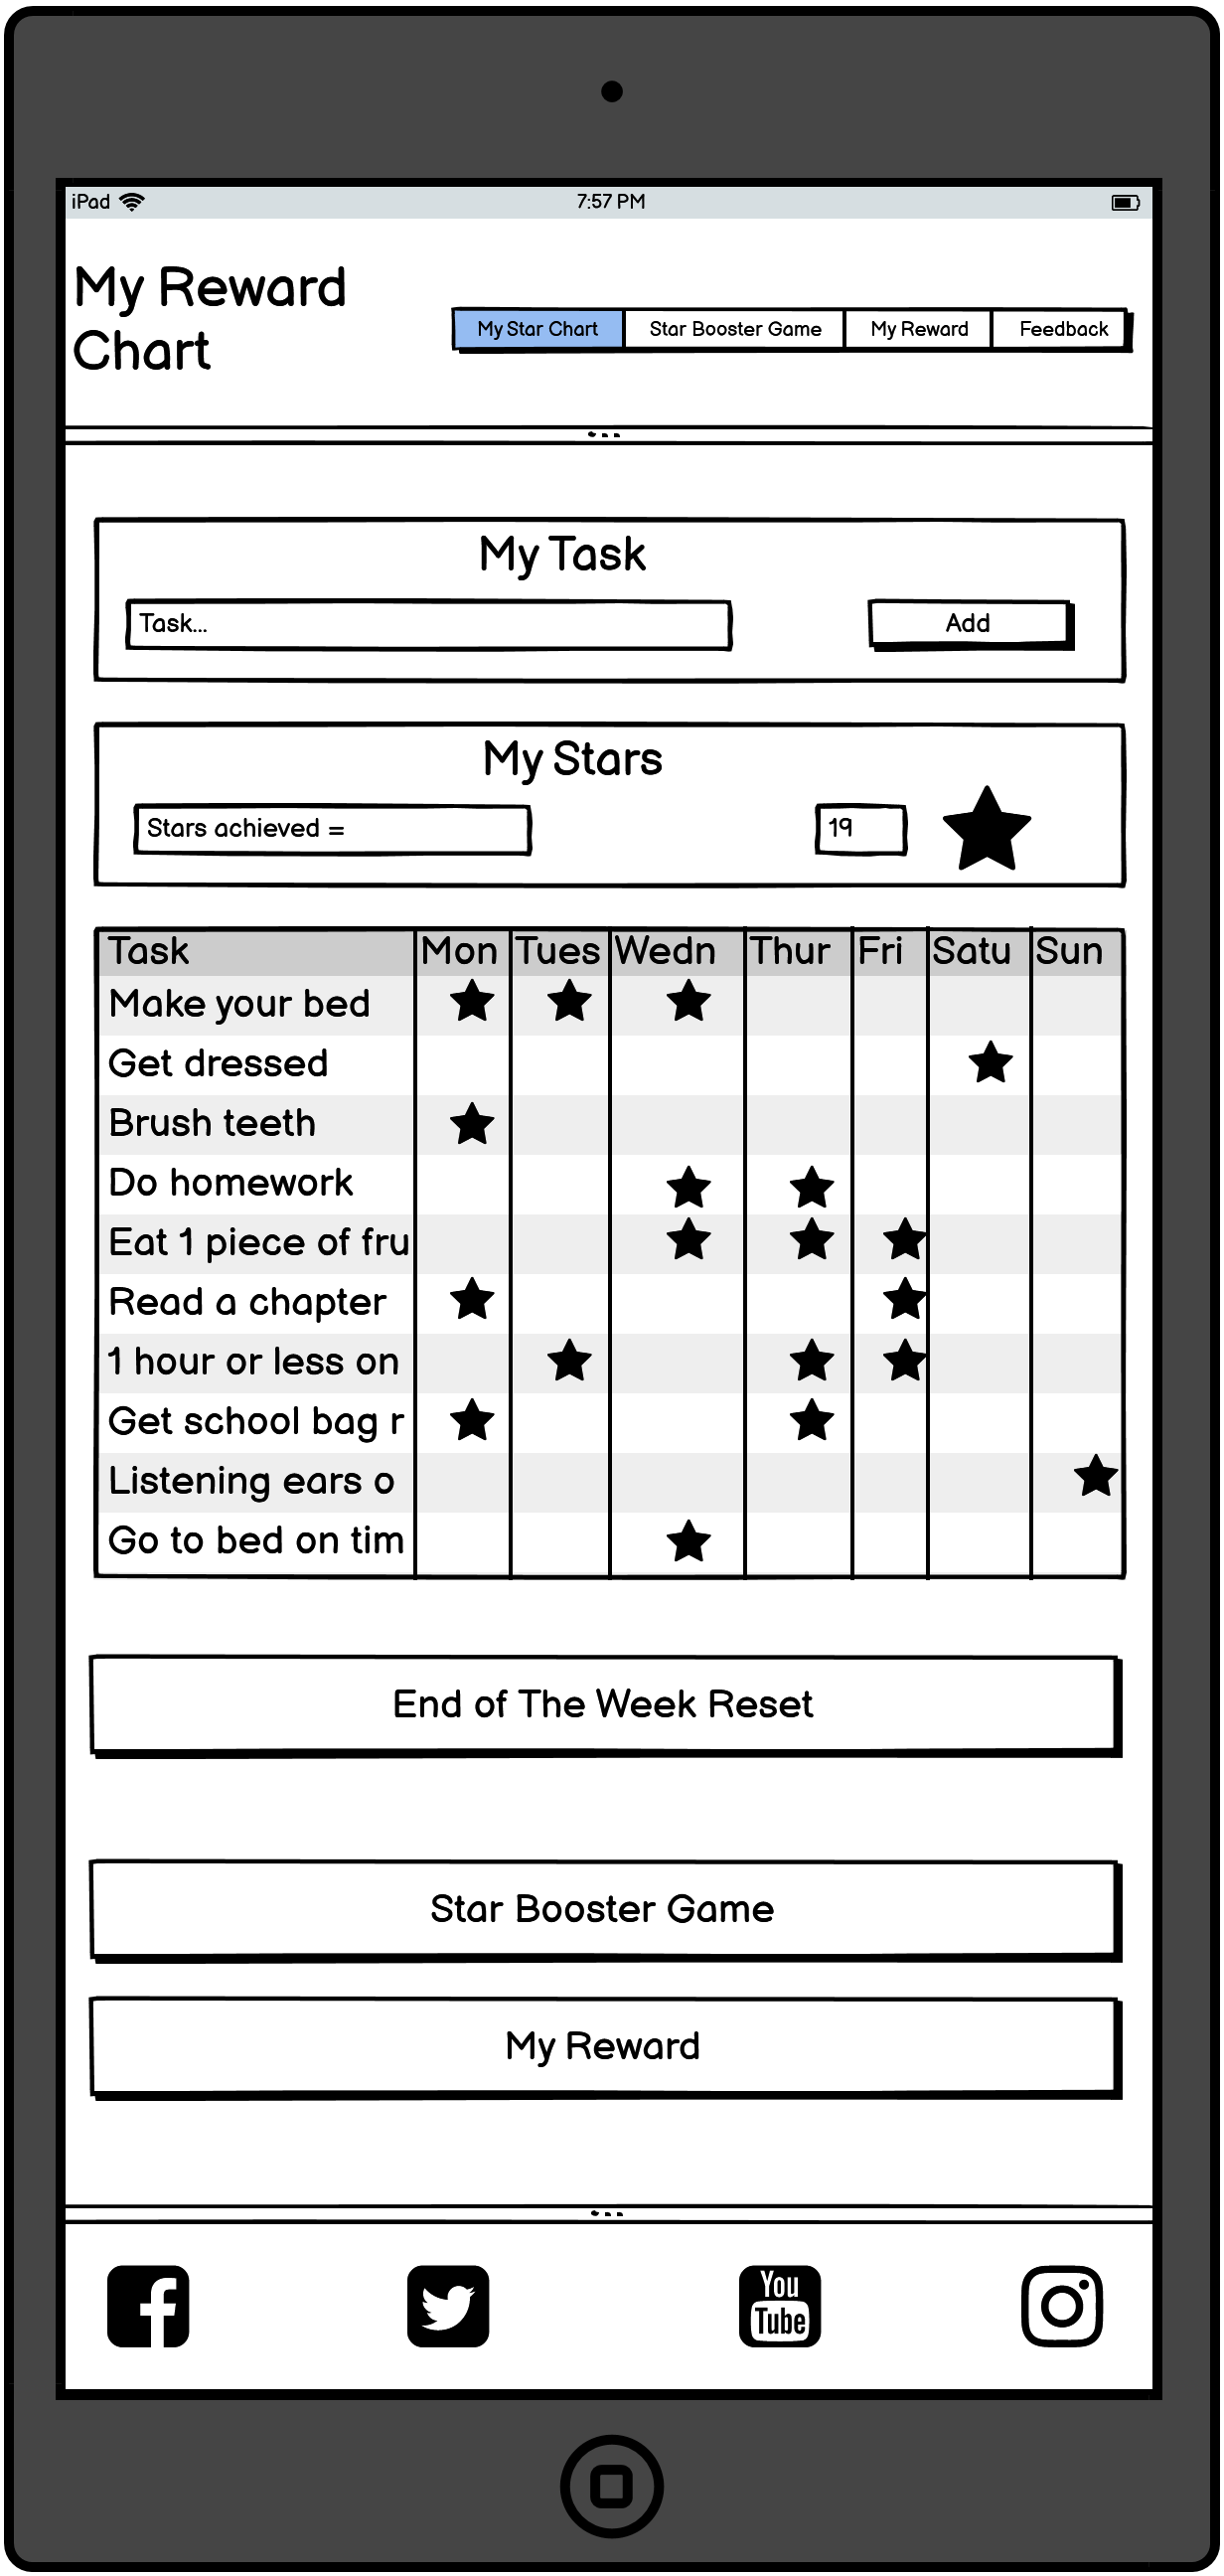 iPad 7:57 PM
My Reward
Chart
My Star Chart Star Booster Game My Reward Feedback
My Task
Task... Add
My Stars
Stars achieved = 19
Task Mon Tues Wedn Thur Fri Satu Sun
Make your bed
Get dressed
Brush teeth
Do homework
Eat 1 piece of fru
Read a chapter
1 hour or less on
Get school bag r
Listening ears o
Go to bed on tim
End of The Week Reset
Star Booster Game
My Reward
You
Tube